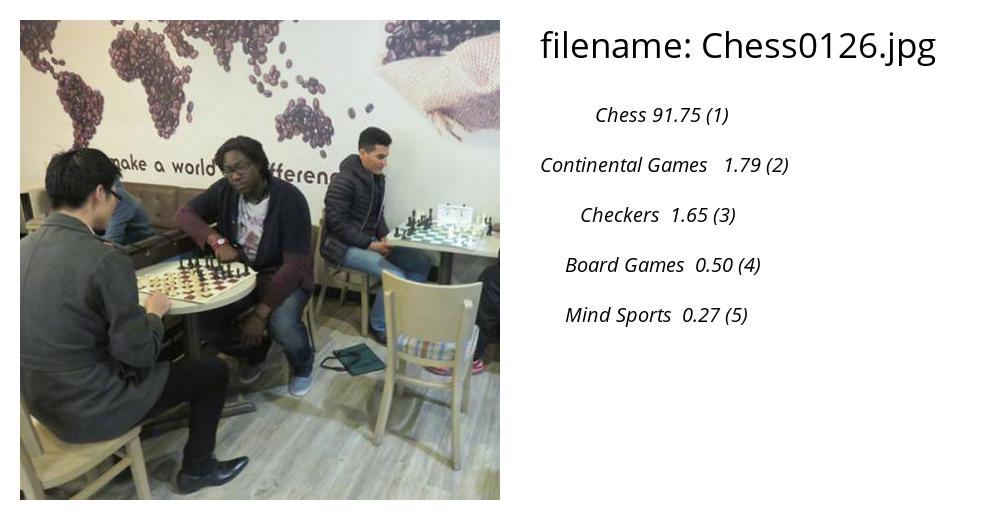 filename: Chess0126.jpg
Chess 91.75 (1)
Continental Games 1.79 (2)
Checkers 1.65 (3)
Board Games 0.50 (4)
Mind Sports 0.27 (5)
make a world fferen